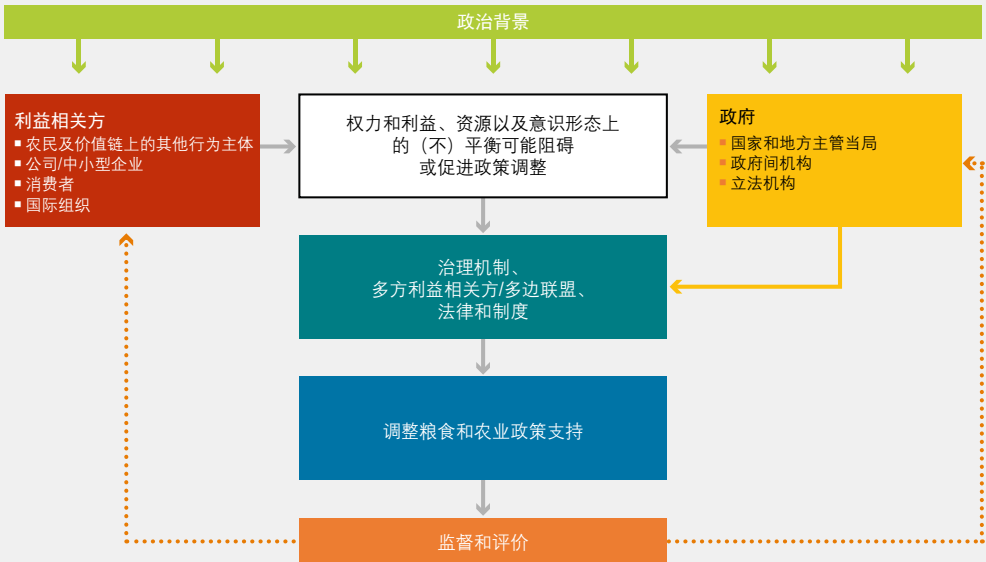 政治背景
利益相关方
▪ 农民及价值链上的其他行为主体
▪ 公司/中小型企业
▪ 消费者
▪ 国际组织
权力和利益、资源以及意识形态上
的（不）平衡可能阻碍
或促进政策调整
政府
▪ 国家和地方主管当局
▪ 政府间机构
▪ 立法机构
治理机制、
多方利益相关方/多边联盟、
法律和制度
调整粮食和农业政策支持
监督和评价